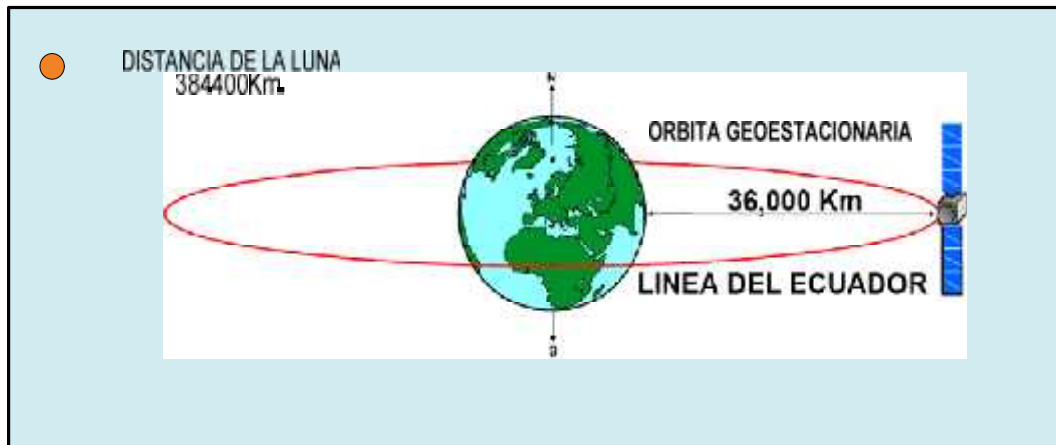 DISTANCIA DE LA LUNA
384400Km.
N
ORBITA GEOESTACIONARIA
36,000 Km
LINEA DEL ECUADOR